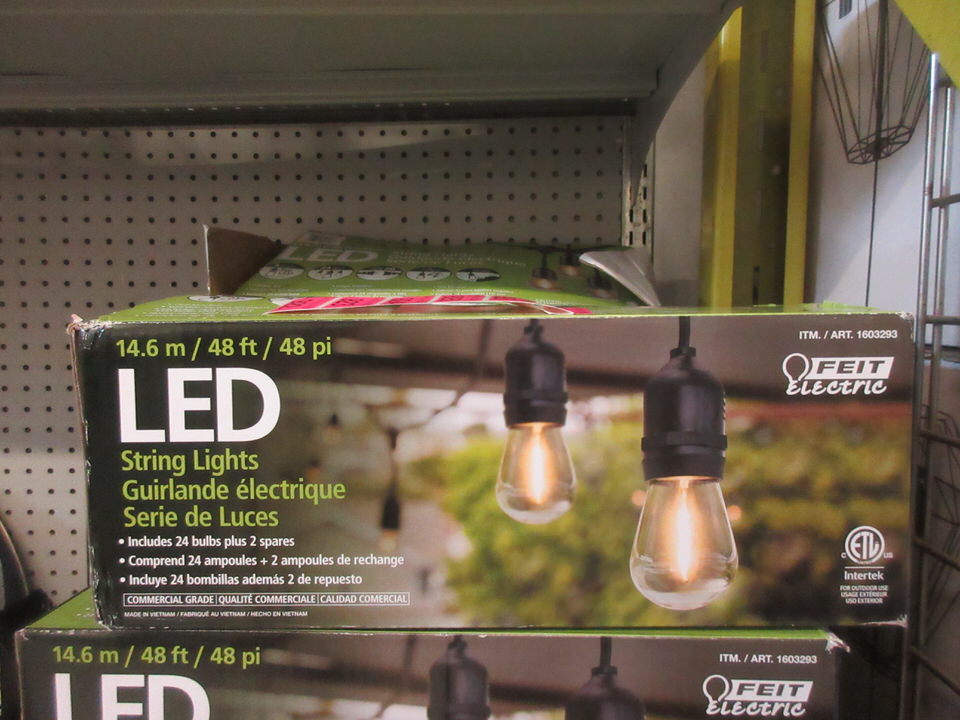 LED
14.6 m / 48 ft / 48 pi
ITM. / ART. 1603293
FEIT
Electric
LED
String Lights
Guirlande électrique
Serie de Luces
• Includes 24 bulbs plus 2 spares
• Comprend 24 ampoules + 2 ampoules de rechange
• Incluye 24 bombillas además 2 de repuesto
COMMERCIAL GRADE QUALITÉ COMMERCIALE CALIDAD COMERCIAL
MADE IN VIETNAM / FABRIQUÉ AU VIETNAM / HECHO EN VIETNAM
C ETL US
Intertek
FOR OUTDOOR USE
USAGE EXTÉRIEUR
USO EXTERIOR
14.6 m / 48 ft / 48 pi
ITM. / ART. 1603293
LED
FEIT
Electric